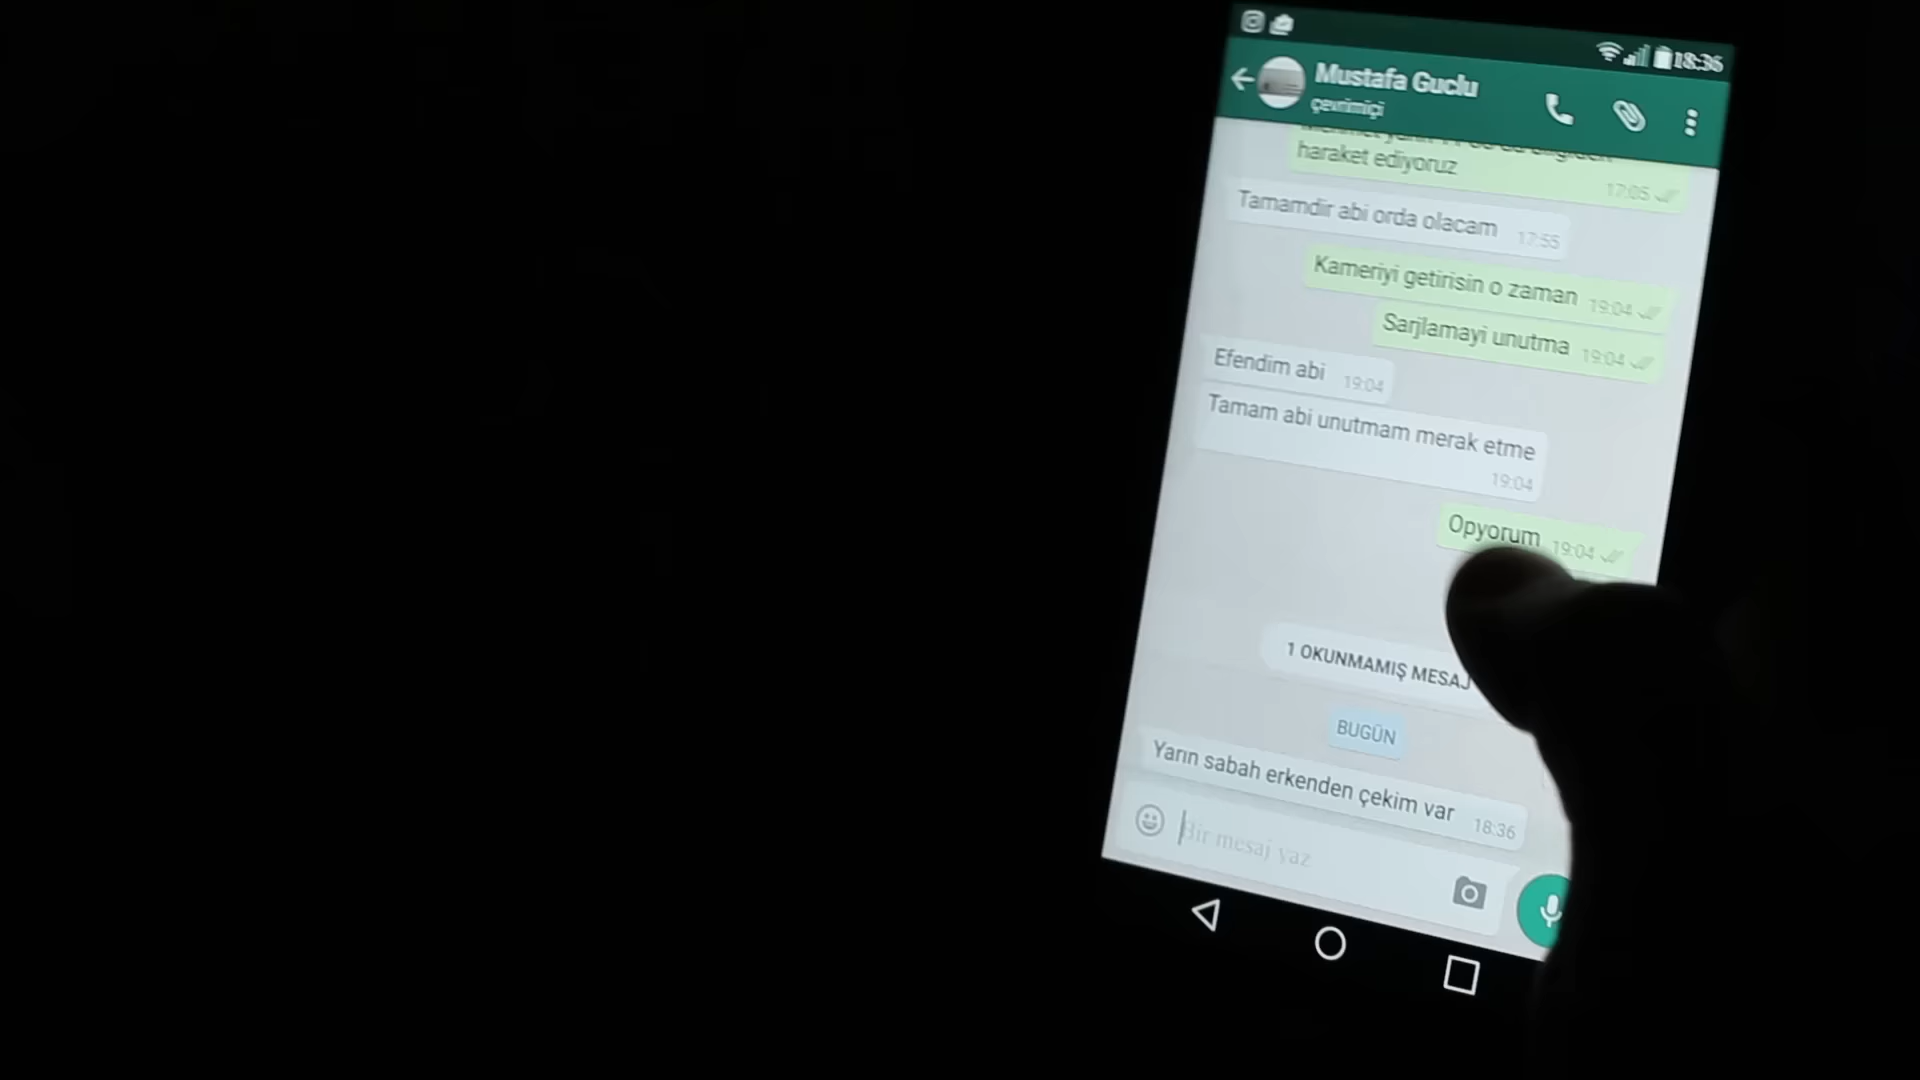 18:36
Mustafa Guclu
çevrimiçi
haraket ediyoruz
17:05
Tamamdir abi orda olacam 17:55
Kameriyi getirisin o zaman 19:04
Sarjlamayi unutma 19:04
Efendim abi 19:04
Tamam abi unutmam merak etme
19:04
Opyorum 19:04
1 OKUNMAMIŞ MESAJ
BUGÜN
Yarın sabah erkenden çekim var 18:36
Bir mesaj yaz